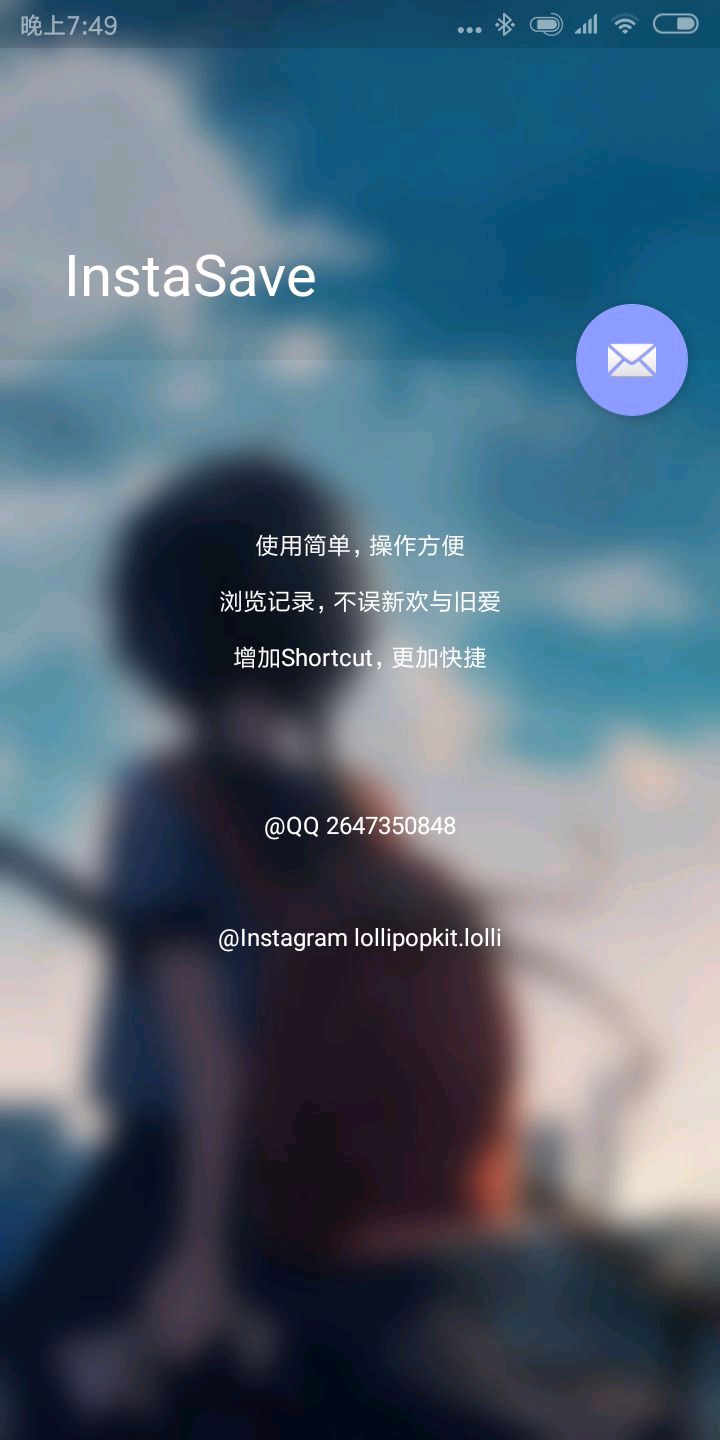 晚上7:49
InstaSave
使用简单，操作方便
浏览记录，不误新欢与旧爱
增加Shortcut，更加快捷
@QQ 2647350848
@Instagram lollipopkit.lolli